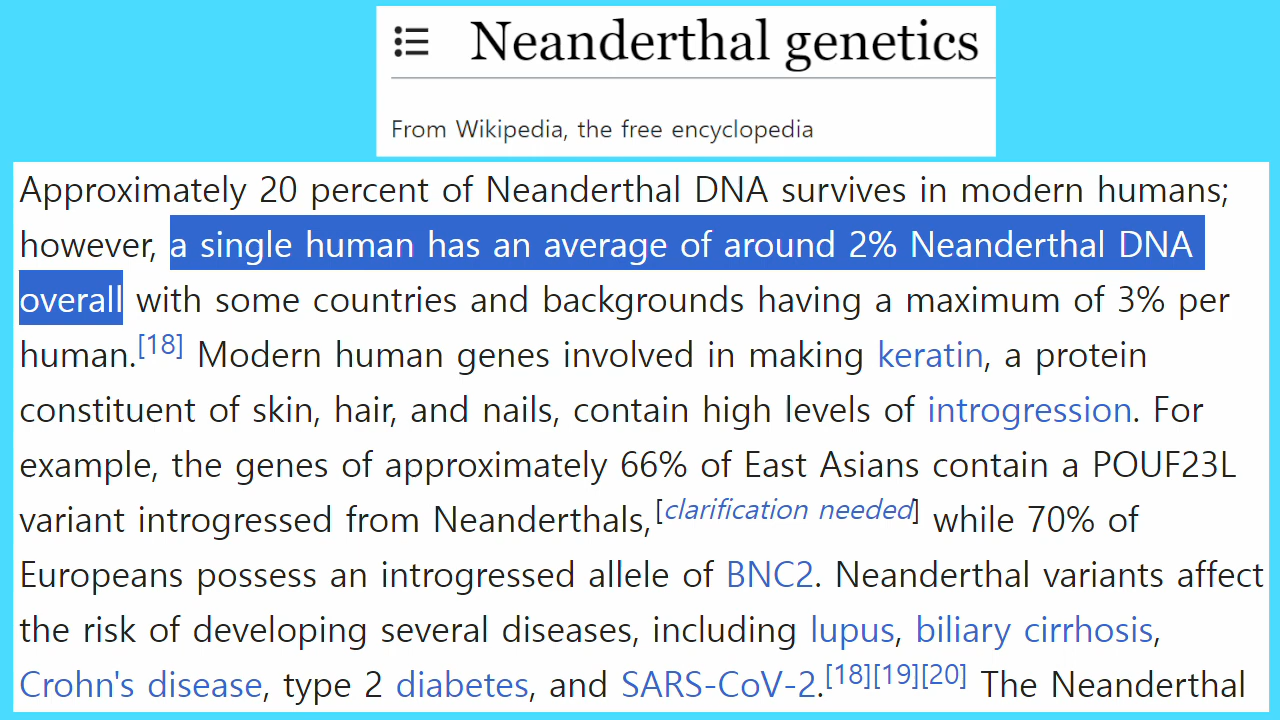 Neanderthal genetics
From Wikipedia, the free encyclopedia
Approximately 20 percent of Neanderthal DNA survives in modern humans;
however, a single human has an average of around 2% Neanderthal DNA
overall with some countries and backgrounds having a maximum of 3% per
human.[18] Modern human genes involved in making keratin, a protein
constituent of skin, hair, and nails, contain high levels of introgression. For
example, the genes of approximately 66% of East Asians contain a POUF23L
variant introgressed from Neanderthals,[clarification needed] while 70% of
Europeans possess an introgressed allele of BNC2. Neanderthal variants affect
the risk of developing several diseases, including lupus, biliary cirrhosis,
Crohn's disease, type 2 diabetes, and SARS-CoV-2.[18][19][20] The Neanderthal